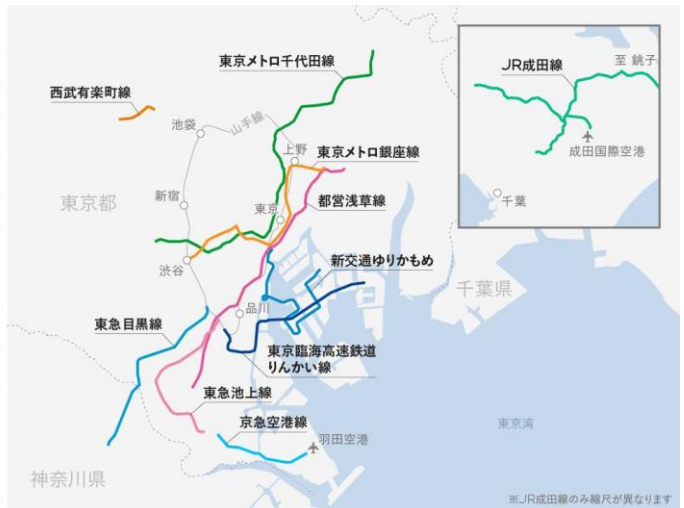 東京メトロ千代田線
西武有楽町線
池袋
山手線
上野
東京メトロ銀座線
都営浅草線
新宿
東京
東京都
新交通ゆりかもめ
渋谷
品川
千葉県
東急目黒線
東京臨海高速鉄道
りんかい線
東急池上線
京急空港線
羽田空港
東京湾
神奈川県
JR成田線
至 銚子
成田国際空港
千葉
※JR成田線のみ縮尺が異なります